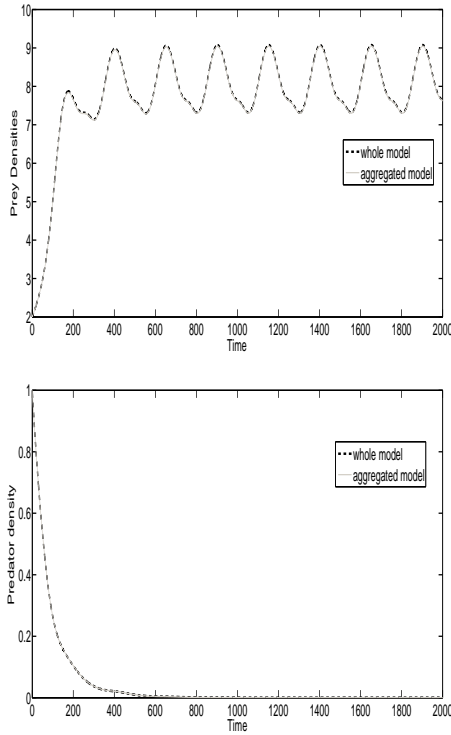 10
9
8
7
6
5
4
3
2
Prey Densities
whole model
aggregated model
0 200 400 600 800 1000 1200 1400 1600 1800 2000
Time
1
0.8
0.6
0.4
0.2
0
Predator density
whole model
aggregated model
0 200 400 600 800 1000 1200 1400 1600 1800 2000
Time